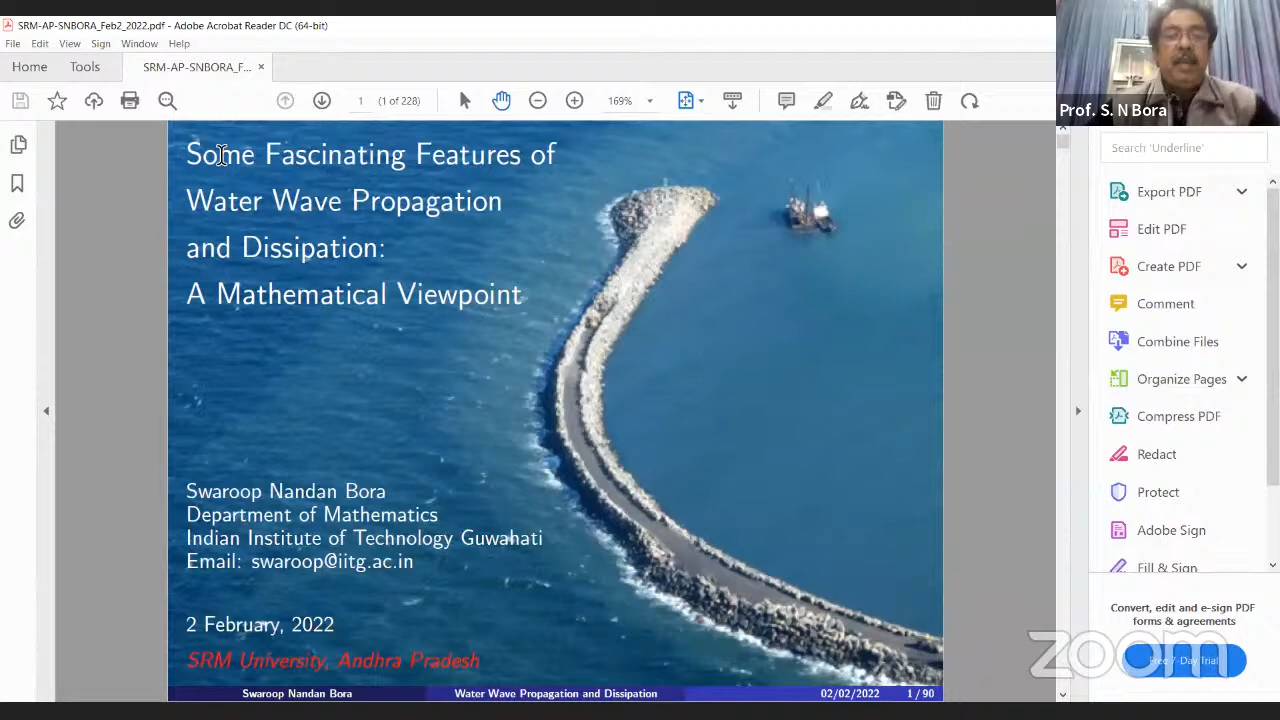 SRM-AP-SNBORA_Feb2_2022.pdf - Adobe Acrobat Reader DC (64-bit)
File Edit View Sign Window Help
Home Tools SRM-AP-SNBORA_F... ×
1 (1 of 228) 169%
Prof. S. N Bora
Search 'Underline'
Export PDF
Edit PDF
Create PDF
Comment
Combine Files
Organize Pages
Compress PDF
Redact
Protect
Adobe Sign
Fill & Sign
Convert, edit and e-sign PDF
forms & agreements
Free 7-Day Trial
zoom
Some Fascinating Features of
Water Wave Propagation
and Dissipation:
A Mathematical Viewpoint
Swaroop Nandan Bora
Department of Mathematics
Indian Institute of Technology Guwahati
Email: swaroop@iitg.ac.in
2 February, 2022
SRM University, Andhra Pradesh
Swaroop Nandan Bora Water Wave Propagation and Dissipation 02/02/2022 1 / 90